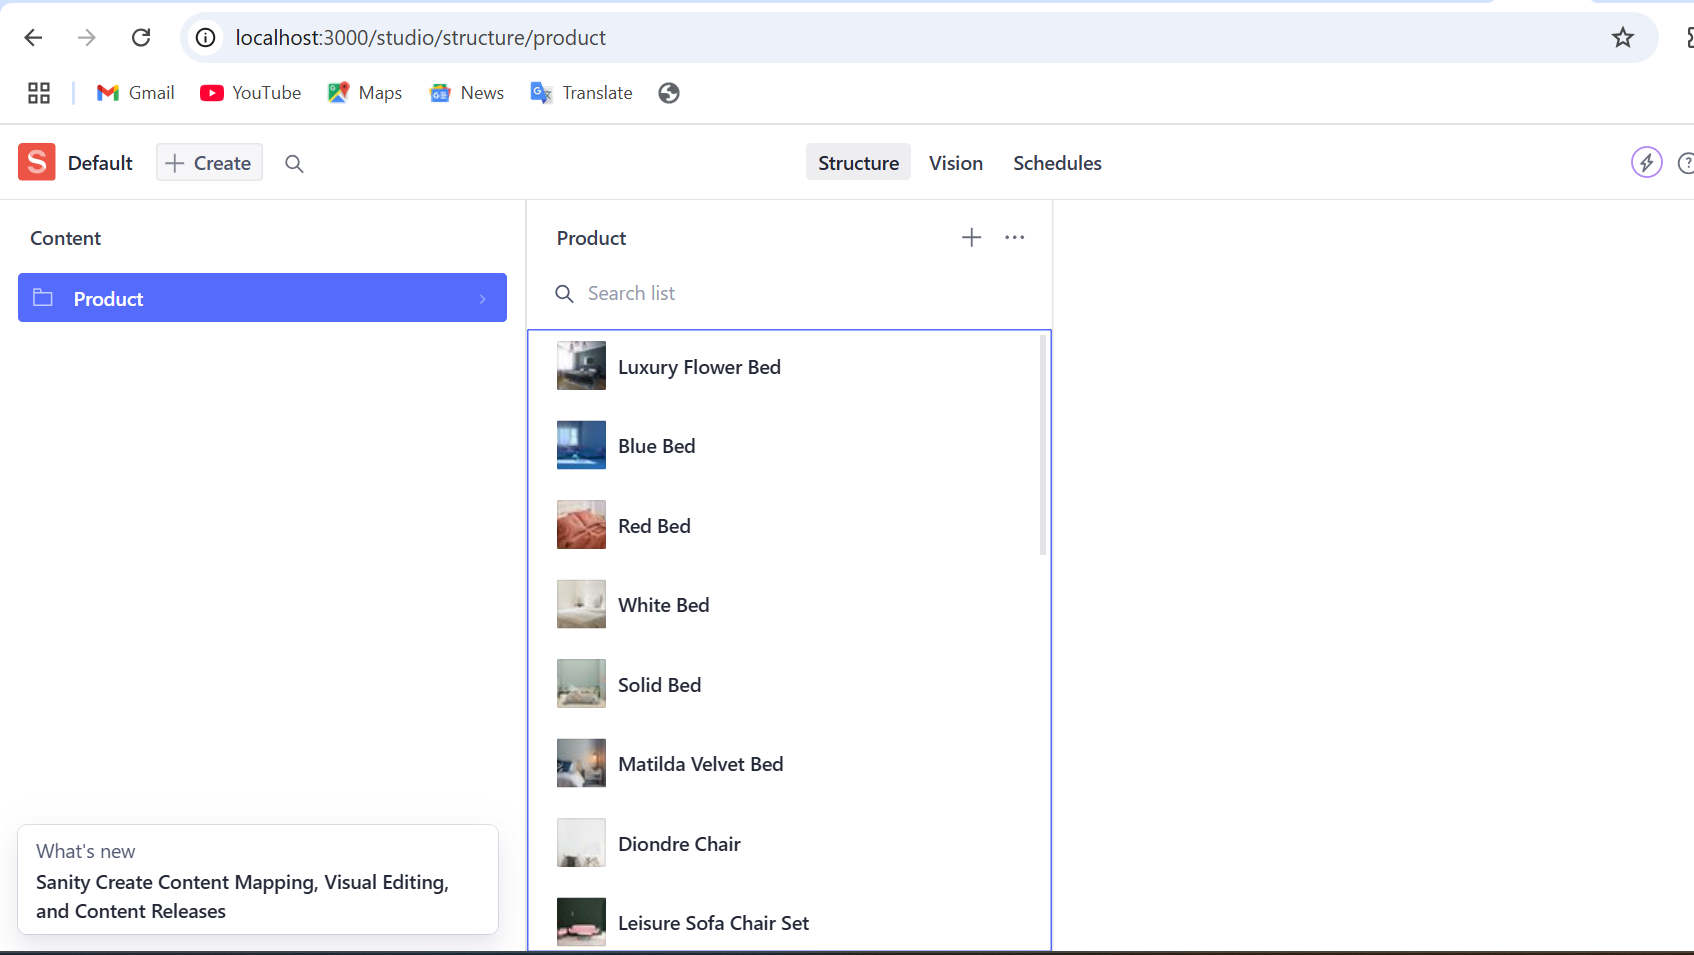 localhost:3000/studio/structure/product
Gmail
YouTube
Maps
News
Translate
S Default
Create
Structure
Vision
Schedules
Content
Product
Product
Search list
Luxury Flower Bed
Blue Bed
Red Bed
White Bed
Solid Bed
Matilda Velvet Bed
Diondre Chair
Leisure Sofa Chair Set
What's new
Sanity Create Content Mapping, Visual Editing,
and Content Releases